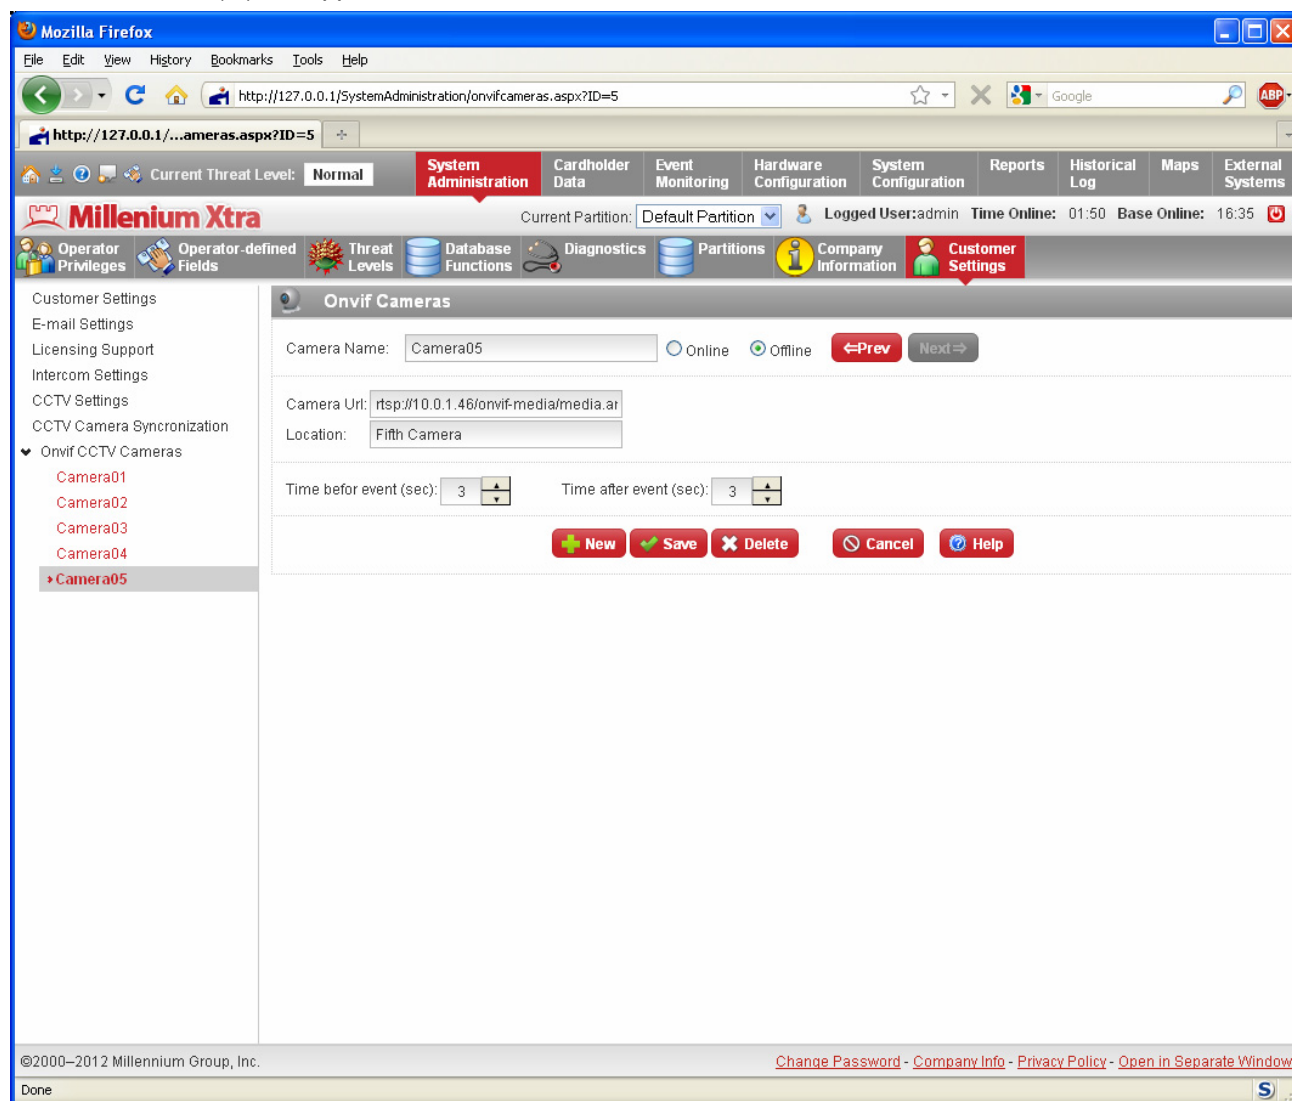 Mozilla Firefox
File Edit View History Bookmarks Tools Help
http://127.0.0.1/SystemAdministration/onvifcameras.aspx?ID=5
Google
ABP
http://127.0.0.1/...ameras.aspx?ID=5
Current Threat Level: Normal
System Administration
Cardholder Data
Event Monitoring
Hardware Configuration
System Configuration
Reports
Historical Log
Maps
External Systems
Millenium Xtra
Current Partition: Default Partition Logged User:admin Time Online: 01:50 Base Online: 16:35
Operator Privileges
Operator-defined Fields
Threat Levels
Database Functions
Diagnostics
Partitions
Company Information
Customer Settings
Customer Settings
E-mail Settings
Licensing Support
Intercom Settings
CCTV Settings
CCTV Camera Syncronization
Onvif CCTV Cameras
Camera01
Camera02
Camera03
Camera04
Camera05
Onvif Cameras
Camera Name: Camera05 Online Offline Prev Next
Camera Url: rtsp://10.0.1.46/onvif-media/media.ar
Location: Fifth Camera
Time befor event (sec): 3 Time after event (sec): 3
New Save Delete Cancel Help
©2000–2012 Millennium Group, Inc.
Change Password - Company Info - Privacy Policy - Open in Separate Window
Done
S